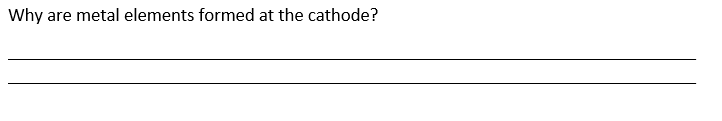 Why are metal elements formed at the cathode?